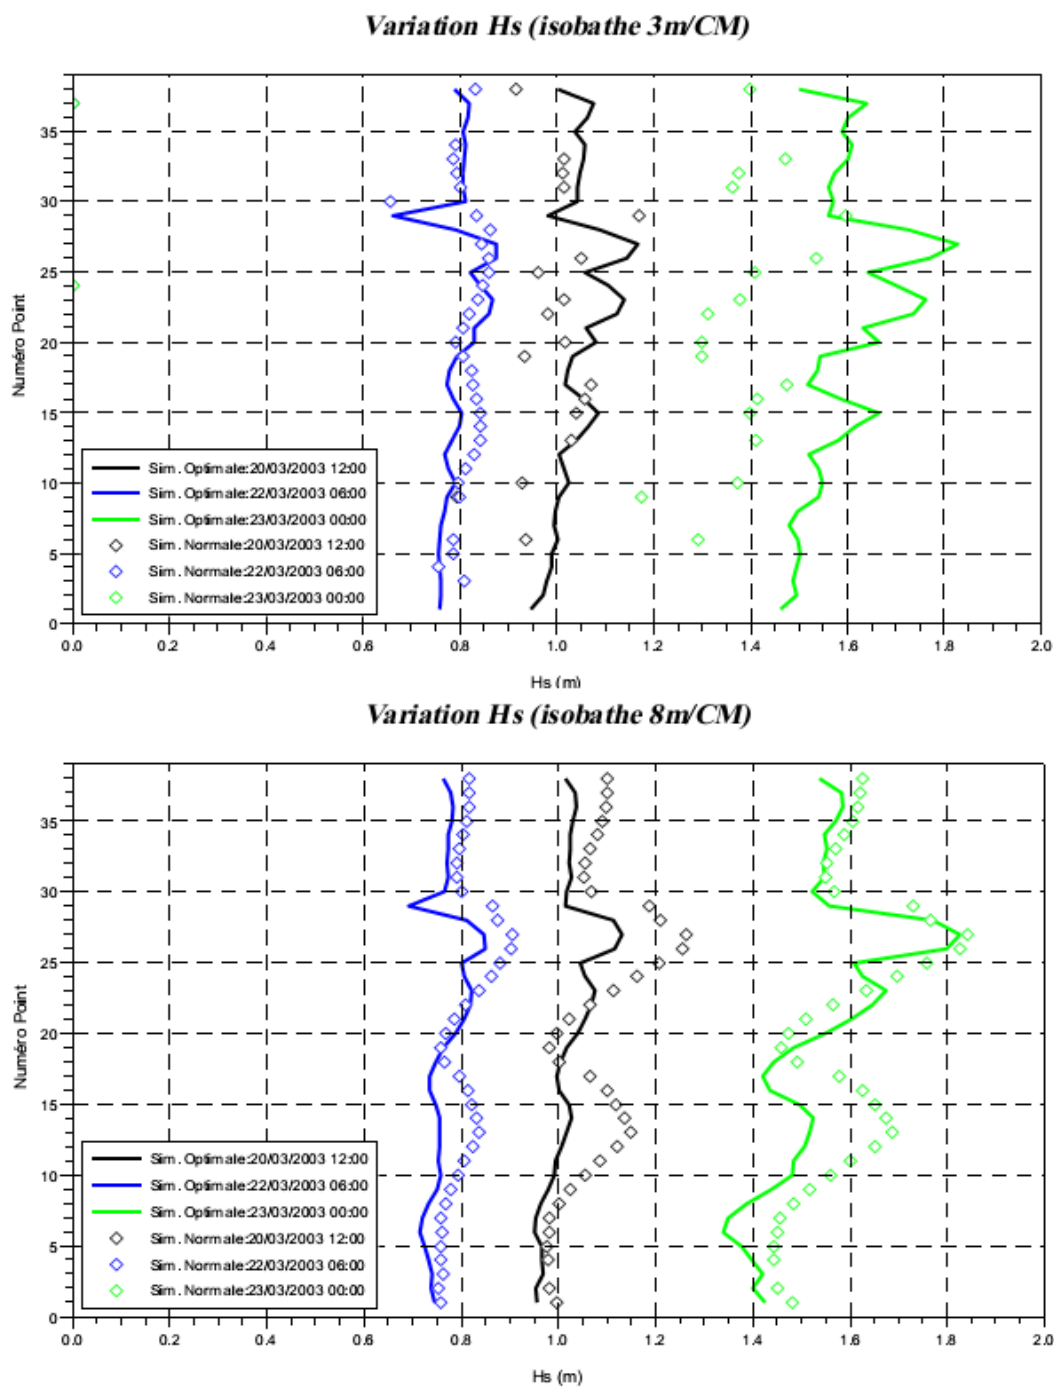 Variation Hs (isobathe 3m/CM)
35
30
25
20
15
10
5
0
Numéro Point
Sim. Optimale:20/03/2003 12:00
Sim. Optimale:22/03/2003 06:00
Sim. Optimale:23/03/2003 00:00
Sim. Normale:20/03/2003 12:00
Sim. Normale:22/03/2003 06:00
Sim. Normale:23/03/2003 00:00
0.0 0.2 0.4 0.6 0.8 1.0 1.2 1.4 1.6 1.8 2.0
Hs (m)
Variation Hs (isobathe 8m/CM)
35
30
25
20
15
10
5
0
Numéro Point
Sim. Optimale:20/03/2003 12:00
Sim. Optimale:22/03/2003 06:00
Sim. Optimale:23/03/2003 00:00
Sim. Normale:20/03/2003 12:00
Sim. Normale:22/03/2003 06:00
Sim. Normale:23/03/2003 00:00
0.0 0.2 0.4 0.6 0.8 1.0 1.2 1.4 1.6 1.8 2.0
Hs (m)